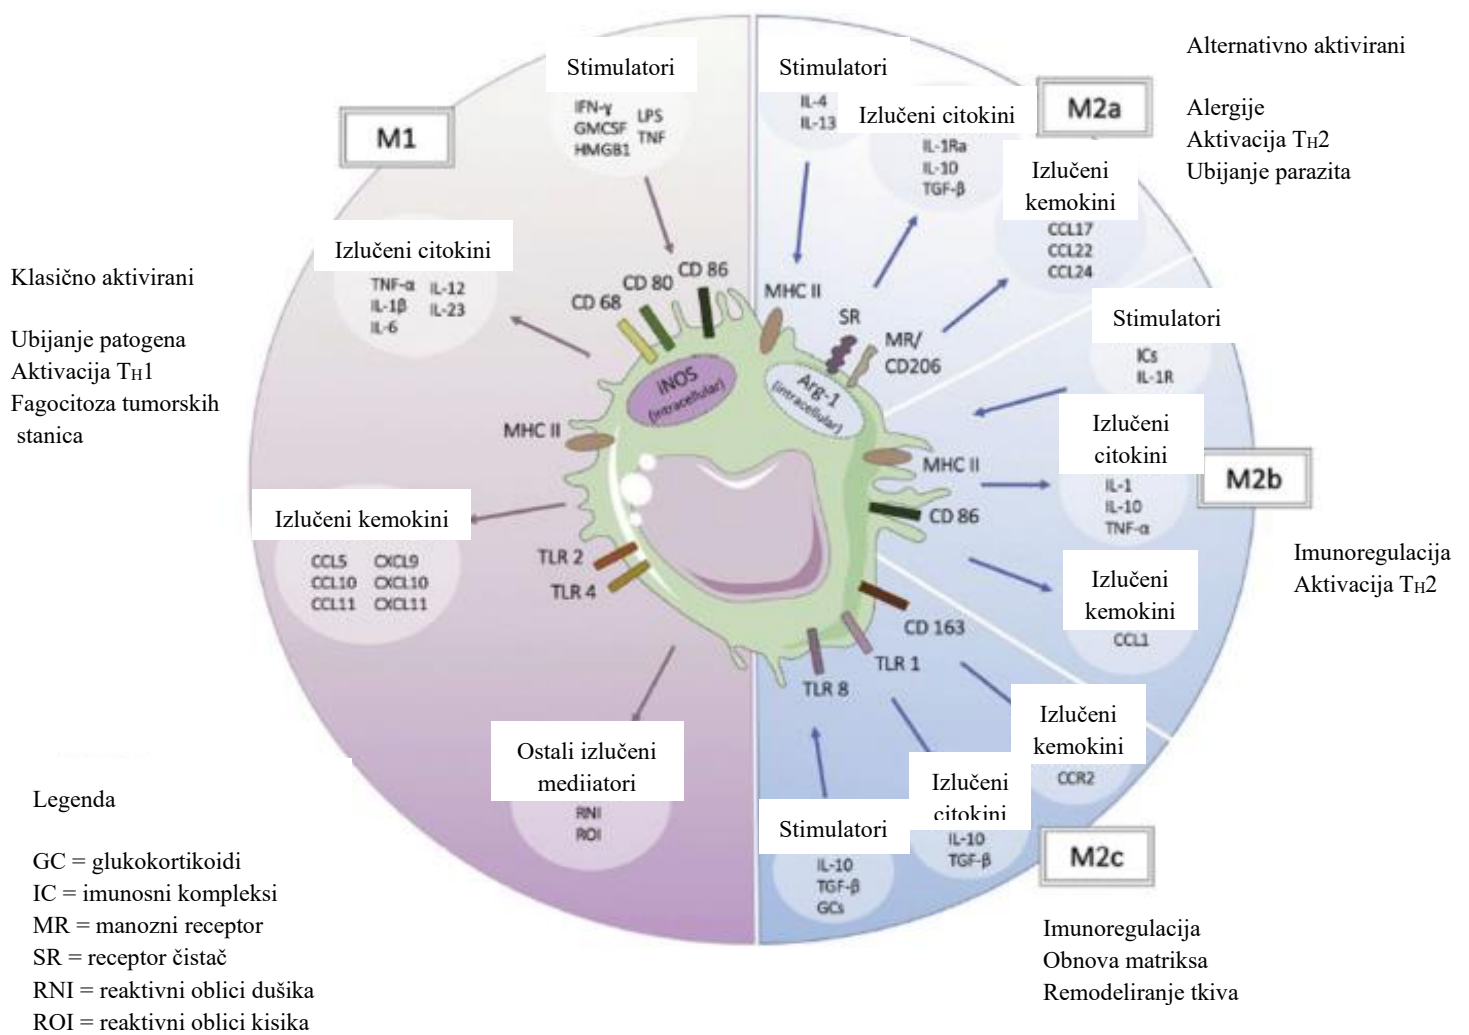 M1
Klasično aktivirani
Ubijanje patogena
Aktivacija TH1
Fagocitoza tumorskih
stanica
Stimulatori
IFN-γ
GMCSF
HMGB1
LPS
TNF
Izlučeni citokini
TNF-α
IL-1β
IL-6
IL-12
IL-23
CD 68
CD 80
CD 86
iNOS
(intracellular)
MHC II
Izlučeni kemokini
CCL5
CCL10
CCL11
CXCL9
CXCL10
CXCL11
TLR 2
TLR 4
Ostali izlučeni
medijatori
RNI
ROI
M2a
Alternativno aktivirani
Alergije
Aktivacija TH2
Ubijanje parazita
Stimulatori
IL-4
IL-13
Izlučeni citokini
IL-1Ra
IL-10
TGF-β
Izlučeni
kemokini
CCL17
CCL22
CCL24
MHC II
SR
MR/
CD206
Arg-1
(intracellular)
M2b
Stimulatori
ICs
IL-1R
Izlučeni
citokini
IL-1
IL-10
TNF-α
Izlučeni
kemokini
CCL1
MHC II
CD 86
Imunoregulacija
Aktivacija TH2
M2c
CD 163
TLR 1
TLR 8
Izlučeni
kemokini
CCR2
Izlučeni
citokini
IL-10
TGF-β
Stimulatori
IL-10
TGF-β
GCs
Imunoregulacija
Obnova matriksa
Remodeliranje tkiva
Legenda
GC = glukokortikoidi
IC = imunosni kompleksi
MR = manozni receptor
SR = receptor čistač
RNI = reaktivni oblici dušika
ROI = reaktivni oblici kisika